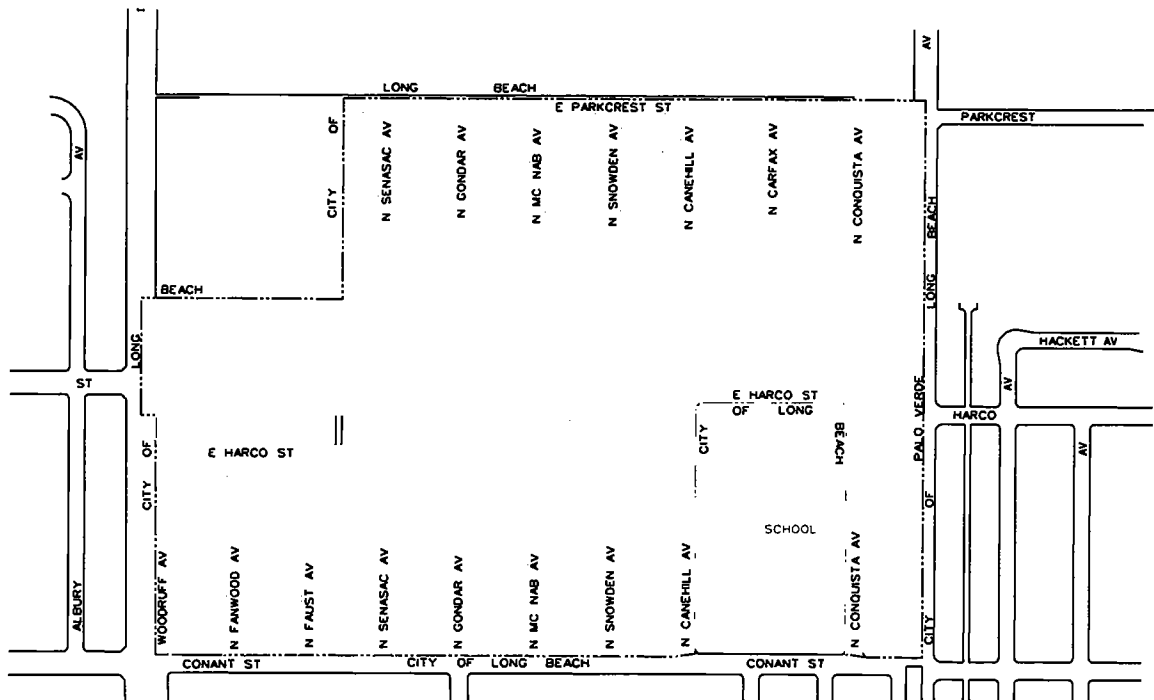 LONG BEACH
E PARKCREST ST
AV
PARKCREST
AV
CITY OF
N SENASAC AV
N GONDAR AV
N MC NAB AV
N SNOWDEN AV
N CANEHILL AV
N CARFAX AV
N CONQUISTA AV
LONG BEACH
BEACH
LONG
HACKETT AV
ST
AV
E HARCO ST
OF LONG
PALO VERDE
HARCO
CITY
BEACH
E HARCO ST
CITY OF
AV
SCHOOL
CITY OF
ALBURY
WOODRUFF AV
N FANWOOD AV
N FAUST AV
N SENASAC AV
N GONDAR AV
N MC NAB AV
N SNOWDEN AV
N CANEHILL AV
N CONQUISTA AV
CONANT ST
CITY OF LONG BEACH
CONANT ST